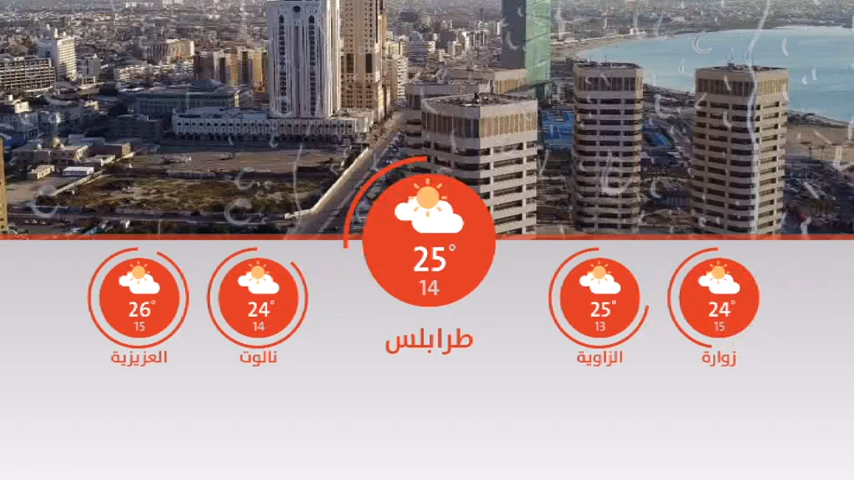 25°
14
طرابلس
24°
15
زوارة
25°
13
الزاوية
24°
14
نالوت
26°
15
العزيزية